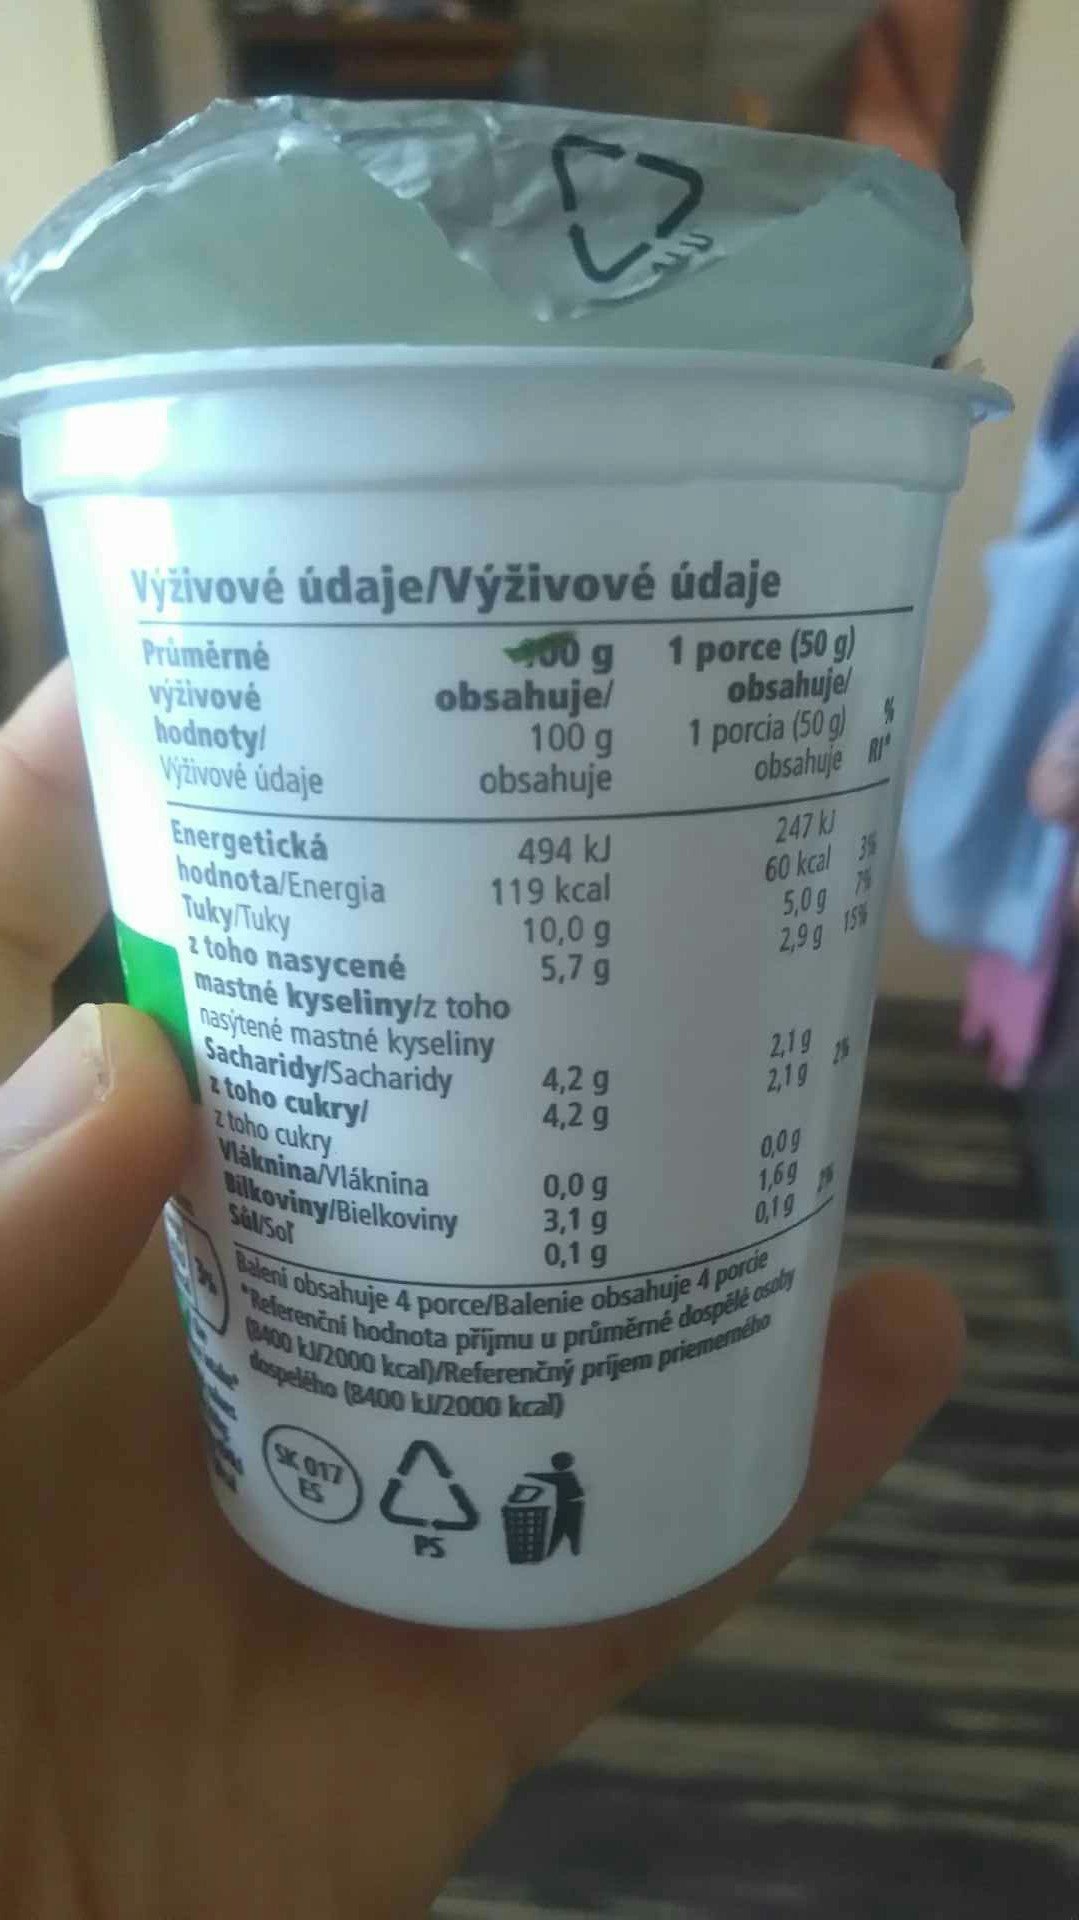 ALU
Výživové údaje/Výživové údaje
Průměrné 100 g 1 porce (50 g)
výživové obsahuje/ obsahuje/
hodnoty/ 100 g 1 porcia (50 g) %
Výživové údaje obsahuje obsahuje RI*
Energetická 494 kJ 247 kJ
hodnota/Energia 119 kcal 60 kcal 3%
Tuky/Tuky 10,0 g 5,0 g 7%
z toho nasycené 5,7 g 2,9 g 15%
mastné kyseliny/z toho
nasýtené mastné kyseliny
Sacharidy/Sacharidy 4,2 g 2,1 g 2%
z toho cukry/ 4,2 g 2,1 g
z toho cukry
Vláknina/Vláknina 0,0 g 0,0 g
Bílkoviny/Bielkoviny 3,1 g 1,6 g
Sůl/Soľ 0,1 g 0,1 g 2%
Balení obsahuje 4 porce/Balenie obsahuje 4 porcie
*Referenční hodnota příjmu u průměrné dospělé osoby
(8400 kJ/2000 kcal)/Referenčný príjem priemerného
dospelého (8400 kJ/2000 kcal)
3%
SK 017
ES
PS